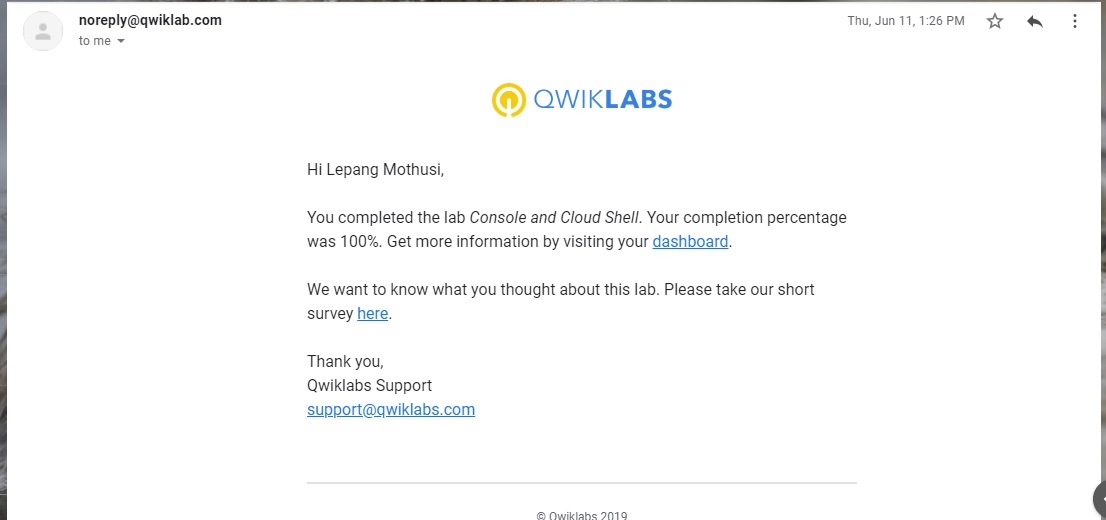 noreply@qwiklab.com
Thu, Jun 11, 1:26 PM
to me
QWIKLABS
Hi Lepang Mothusi,
You completed the lab Console and Cloud Shell. Your completion percentage
was 100%. Get more information by visiting your dashboard.
We want to know what you thought about this lab. Please take our short
survey here.
Thank you,
Qwiklabs Support
support@qwiklabs.com
© Qwiklabs 2019